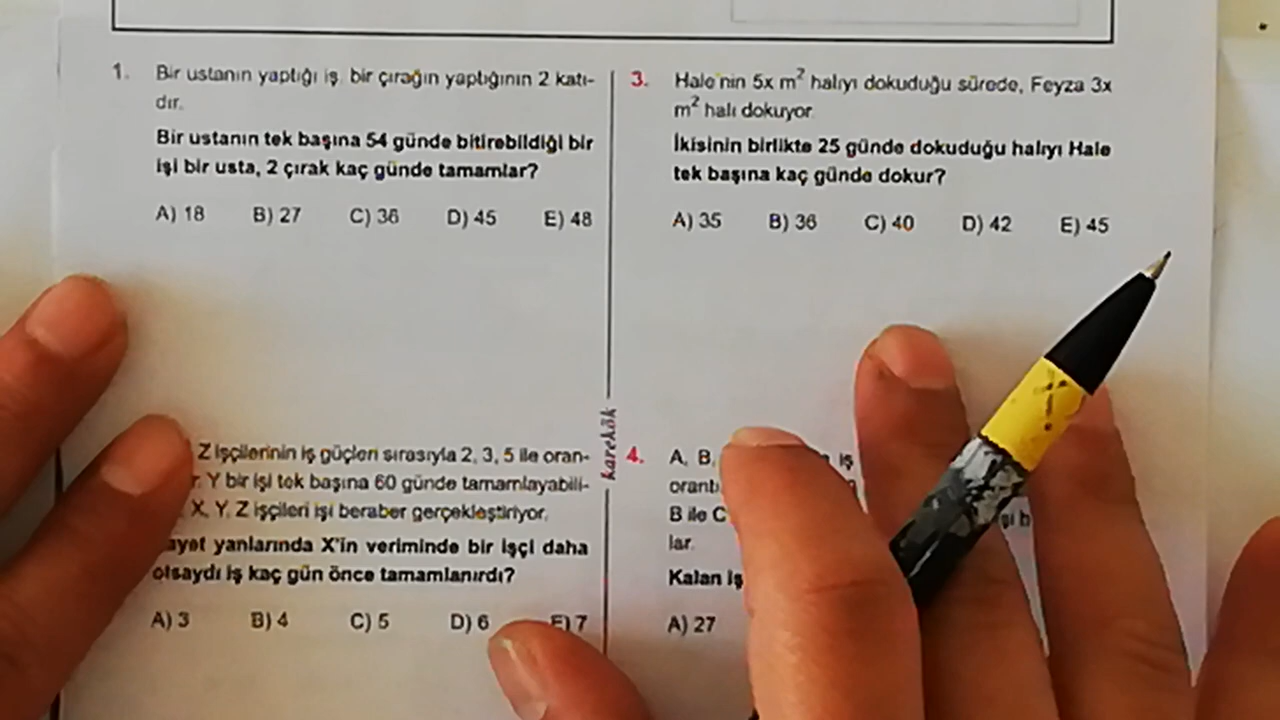 1. Bir ustanın yaptığı iş, bir çırağın yaptığının 2 katı-
dır.
Bir ustanın tek başına 54 günde bitirebildiği bir
işi bir usta, 2 çırak kaç günde tamamlar?
A) 18 B) 27 C) 36 D) 45 E) 48
Z işçilerinin iş güçleri sırasıyla 2, 3, 5 ile oran-
Y bir işi tek başına 60 günde tamamlayabili-
X, Y, Z işçileri işi beraber gerçekleştiriyor.
yanlarında X'in veriminde bir işçi daha
olsaydı iş kaç gün önce tamamlanırdı?
A) 3 B) 4 C) 5 D) 6 E) 7
karekök
3. Hale'nin 5x m² halıyı dokuduğu sürede, Feyza 3x
m² halı dokuyor.
İkisinin birlikte 25 günde dokuduğu halıyı Hale
tek başına kaç günde dokur?
A) 35 B) 36 C) 40 D) 42 E) 45
4. A, B, iş
orantı
B ile C
lar.
Kalan iş
A) 27